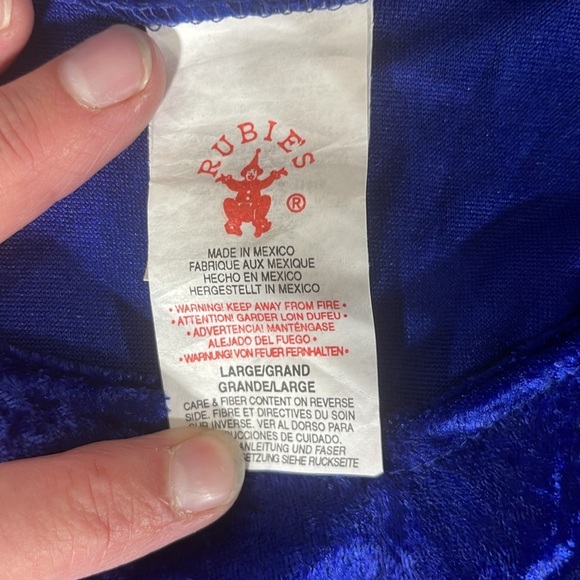 RUBIE'S
®
MADE IN MEXICO
FABRIQUE AUX MEXIQUE
HECHO EN MEXICO
HERGESTELLT IN MEXICO
• WARNING! KEEP AWAY FROM FIRE •
• ATTENTION! GARDER LOIN DUFEU •
• ADVERTENCIA! MANTÉNGASE
ALEJADO DEL FUEGO •
• WARNUNG! VON FEUER FERNHALTEN •
LARGE/GRAND
GRANDE/LARGE
CARE & FIBER CONTENT ON REVERSE
SIDE. FIBRE ET DIRECTIVES DU SOIN
SUR INVERSE. VER AL DORSO PARA
DE CUIDADO.
UND FASER
SIEHE RUCKSEITE